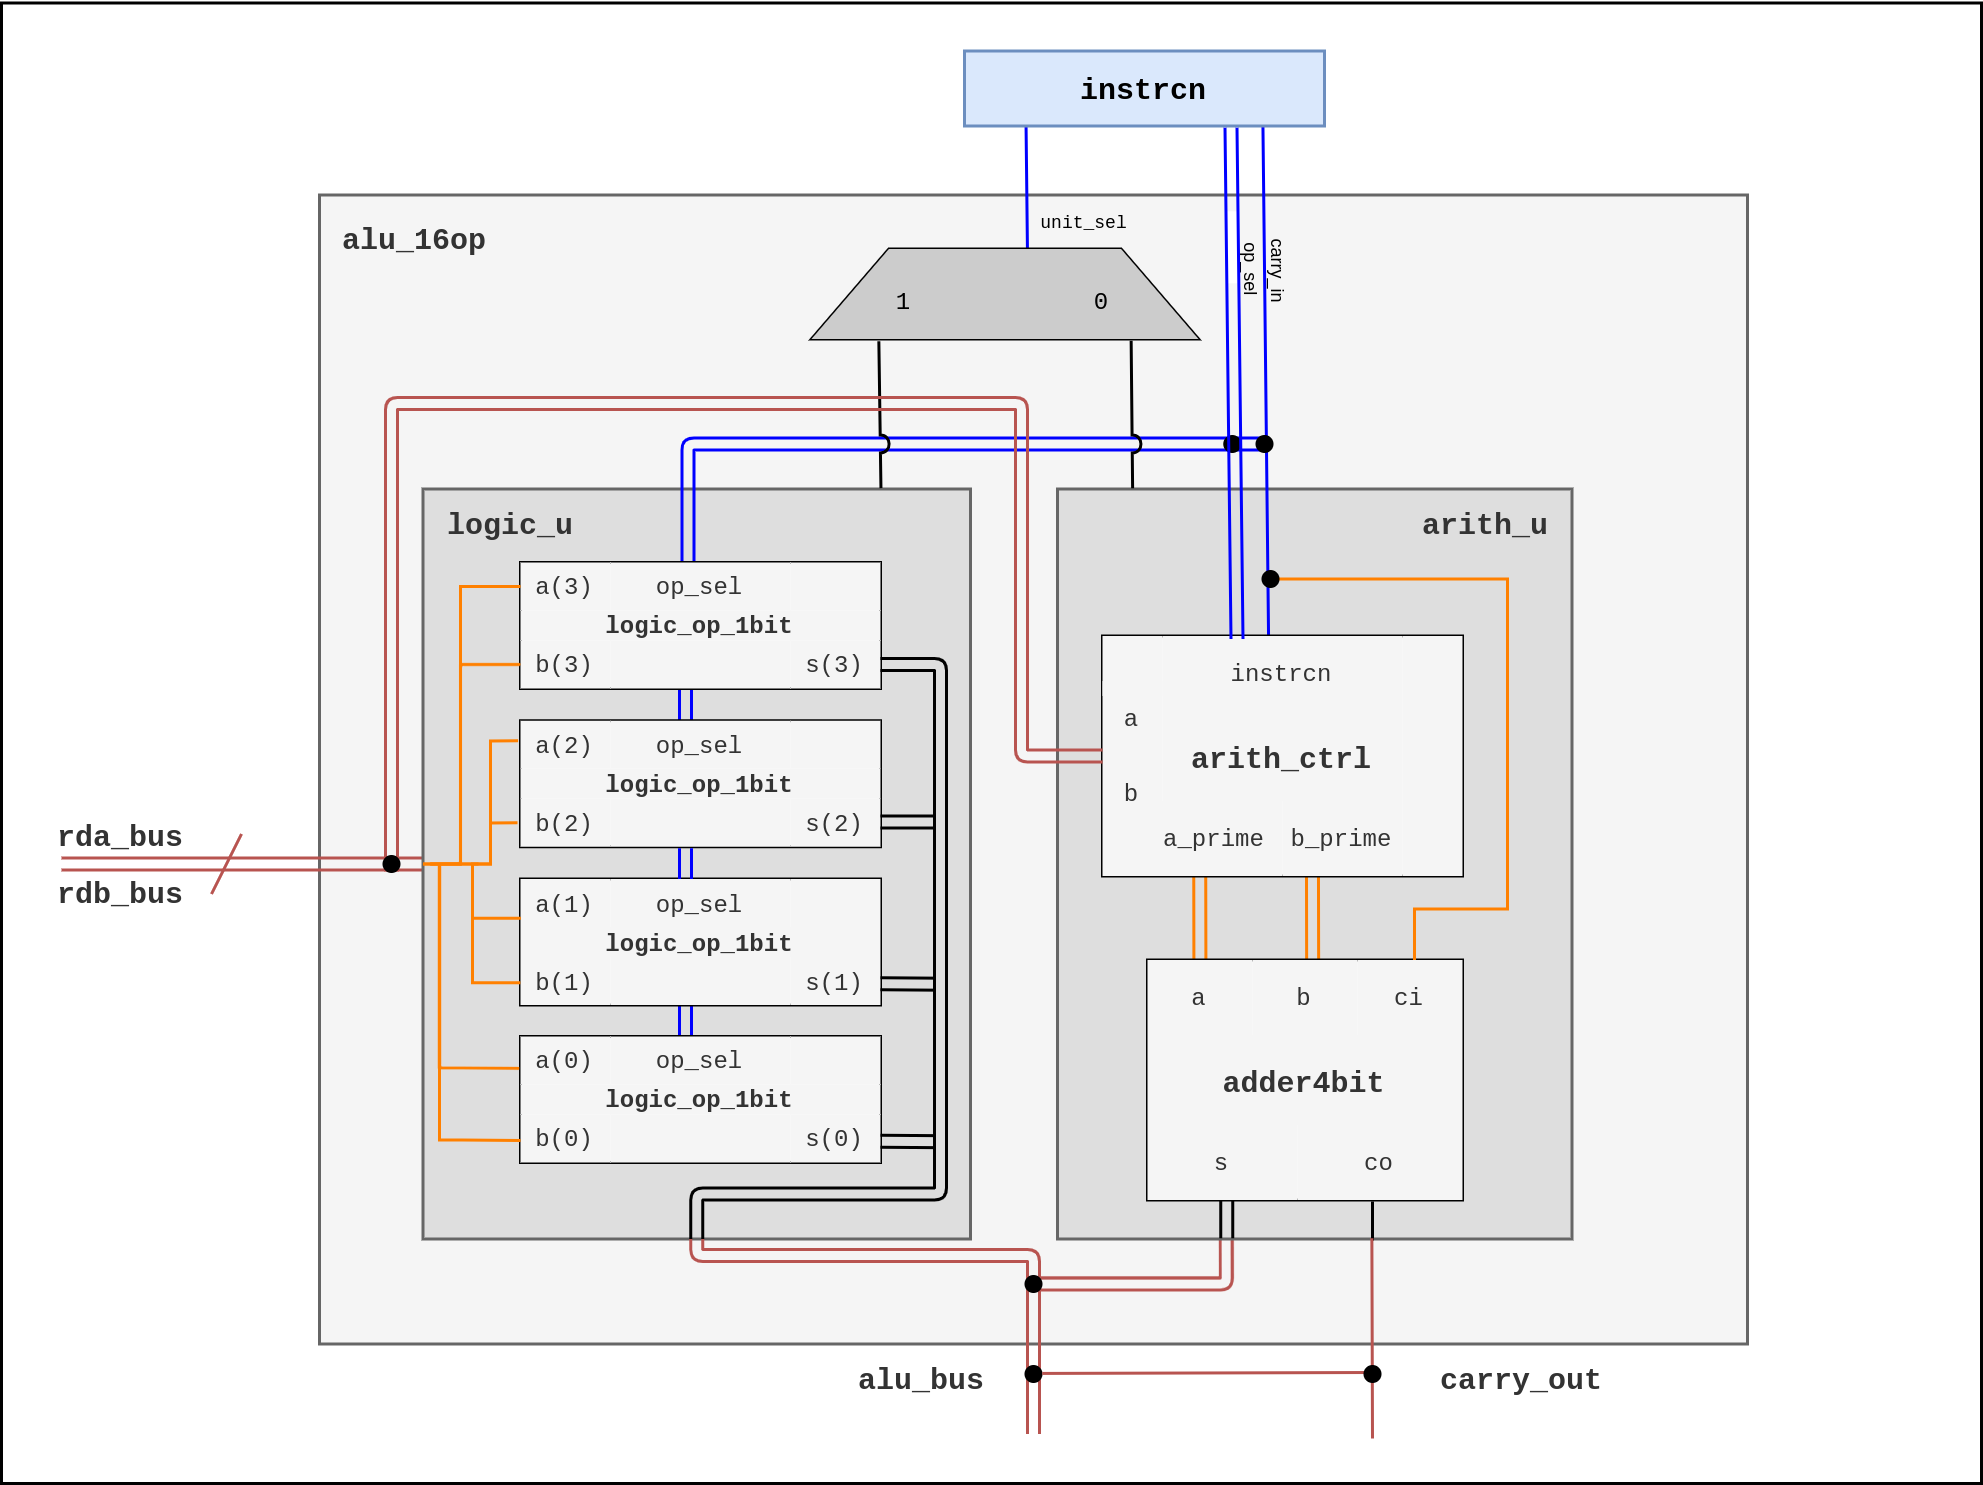 instrcn
alu_16op
unit_sel
op_sel
carry_in
1
0
logic_u
arith_u
a(3)
op_sel
logic_op_1bit
b(3)
s(3)
a(2)
op_sel
logic_op_1bit
b(2)
s(2)
a(1)
op_sel
logic_op_1bit
b(1)
s(1)
a(0)
op_sel
logic_op_1bit
b(0)
s(0)
instrcn
a
arith_ctrl
b
a_prime
b_prime
rda_bus
rdb_bus
a
b
ci
adder4bit
s
co
alu_bus
carry_out